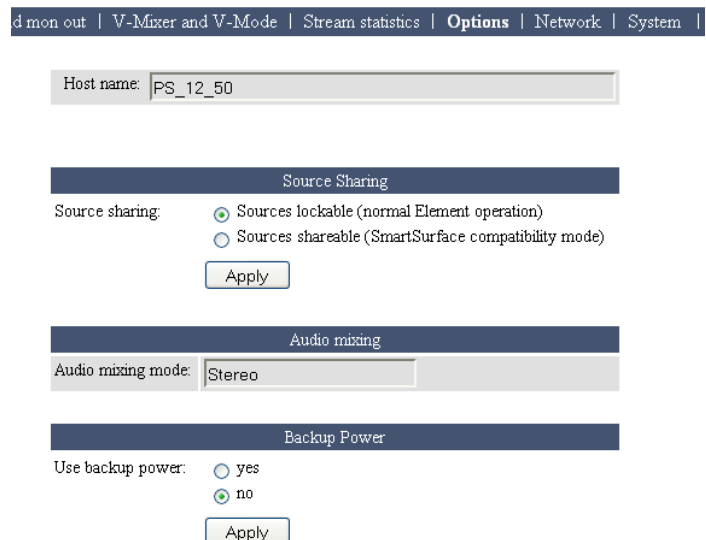 d mon out | V-Mixer and V-Mode | Stream statistics | Options | Network | System |
Host name: PS_12_50
Source Sharing
Source sharing: Sources lockable (normal Element operation)
Sources shareable (SmartSurface compatibility mode)
Apply
Audio mixing
Audio mixing mode: Stereo
Backup Power
Use backup power: yes
no
Apply